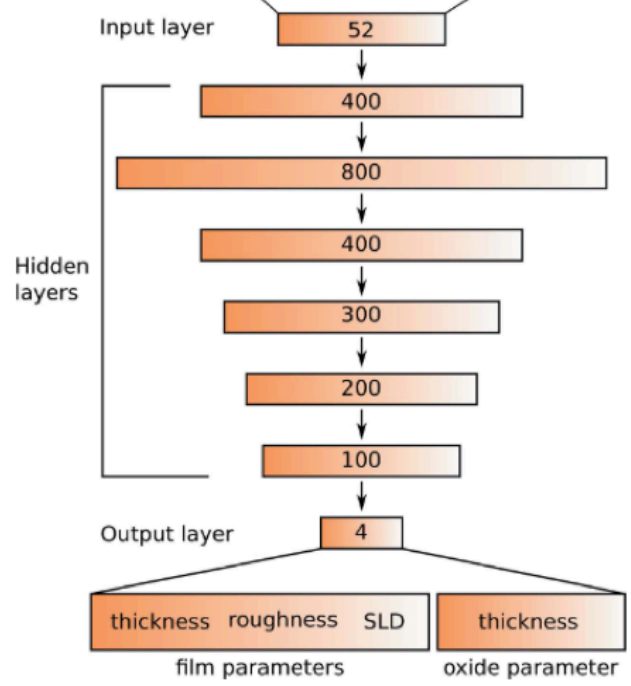 Input layer
52
400
800
400
Hidden
layers
300
200
100
Output layer
4
thickness roughness SLD
thickness
film parameters
oxide parameter